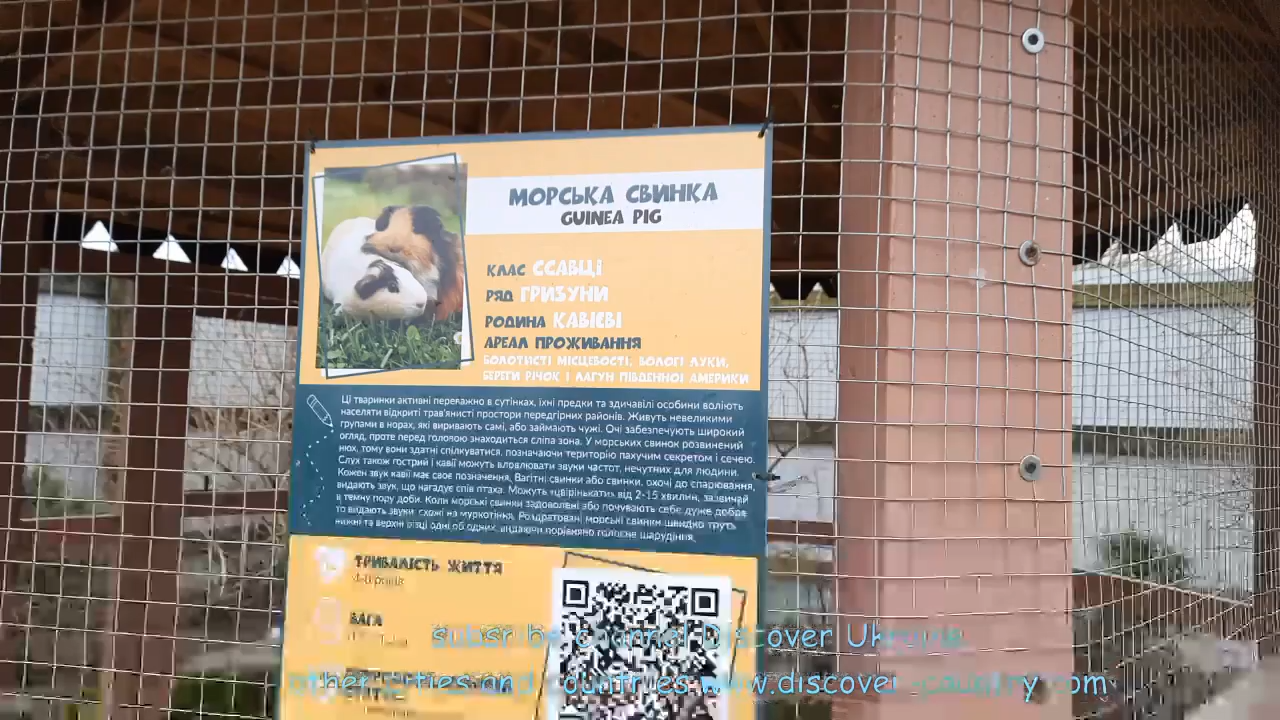 МОРСЬКА СВИНКА
GUINEA PIG
КЛАС ССАВЦІ
РЯД ГРИЗУНИ
РОДИНА КАВІЄВІ
АРЕАЛ ПРОЖИВАННЯ
БОЛОТИСТІ МІСЦЕВОСТІ, ВОЛОГІ ЛУКИ,
БЕРЕГИ РІЧОК І ЛАГУН ПІВДЕННОЇ АМЕРИКИ
Ці тваринки активні переважно в сутінках, їхні предки та здичавілі особини воліють
населяти відкриті трав'янисті простори передгірних районів. Живуть невеликими
групами в норах, які виривають самі, або займають чужі. Очі забезпечують широкий
огляд, проте перед головою знаходиться сліпа зона. У морських свинок розвинений
нюх, тому вони здатні спілкуватися, позначаючи територію пахучим секретом і сечею.
Слух також гострий і кавії можуть вловлювати звуки частот, нечутних для людини.
Кожен звук кавії має своє позначення. Вагітні свинки або свинки, охочі до спарювання,
видають звук, що нагадує спів птаха. Можуть «цвірінькати» від 2-15 хвилин, зазвичай
в темну пору доби. Коли морські свинки задоволені або почувають себе дуже добре
то видають звуки, схожі на муркотіння. Роздратовані морські свинки швидко труть
нижні та верхні різці одні об одних, видаючи порівняно голосне шарудіння.
ТРИВАЛІСТЬ ЖИТТЯ
ВАГА
subsribe channel Discover Ukraine
other cities and countries www.discover-country.com